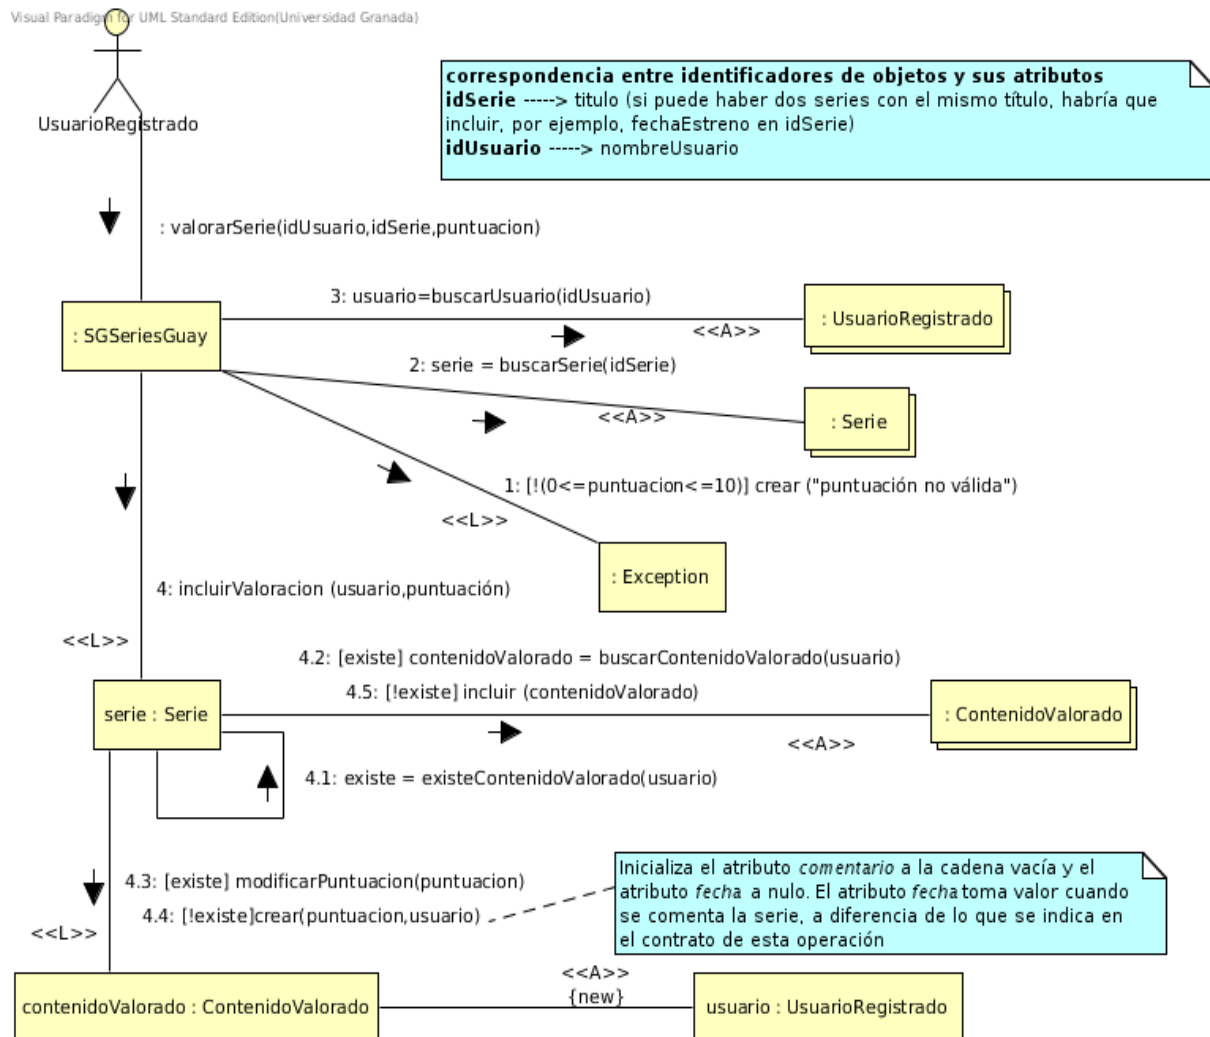 Visual Paradigm for UML Standard Edition(Universidad Granada)
correspondencia entre identificadores de objetos y sus atributos
idSerie -----> titulo (si puede haber dos series con el mismo título, habría que
incluir, por ejemplo, fechaEstreno en idSerie)
idUsuario -----> nombreUsuario
UsuarioRegistrado
: valorarSerie(idUsuario,idSerie,puntuacion)
3: usuario=buscarUsuario(idUsuario)
: SGSeriesGuay
<<A>>
: UsuarioRegistrado
2: serie = buscarSerie(idSerie)
<<A>>
: Serie
1: [!(0<=puntuacion<=10)] crear ("puntuación no válida")
<<L>>
: Exception
4: incluirValoracion (usuario,puntuación)
<<L>>
4.2: [existe] contenidoValorado = buscarContenidoValorado(usuario)
4.5: [!existe] incluir (contenidoValorado)
serie : Serie
: ContenidoValorado
<<A>>
4.1: existe = existeContenidoValorado(usuario)
4.3: [existe] modificarPuntuacion(puntuacion)
4.4: [!existe]crear(puntuacion,usuario)
Inicializa el atributo comentario a la cadena vacía y el
atributo fecha a nulo. El atributo fecha toma valor cuando
se comenta la serie, a diferencia de lo que se indica en
el contrato de esta operación
<<L>>
<<A>>
{new}
contenidoValorado : ContenidoValorado
usuario : UsuarioRegistrado